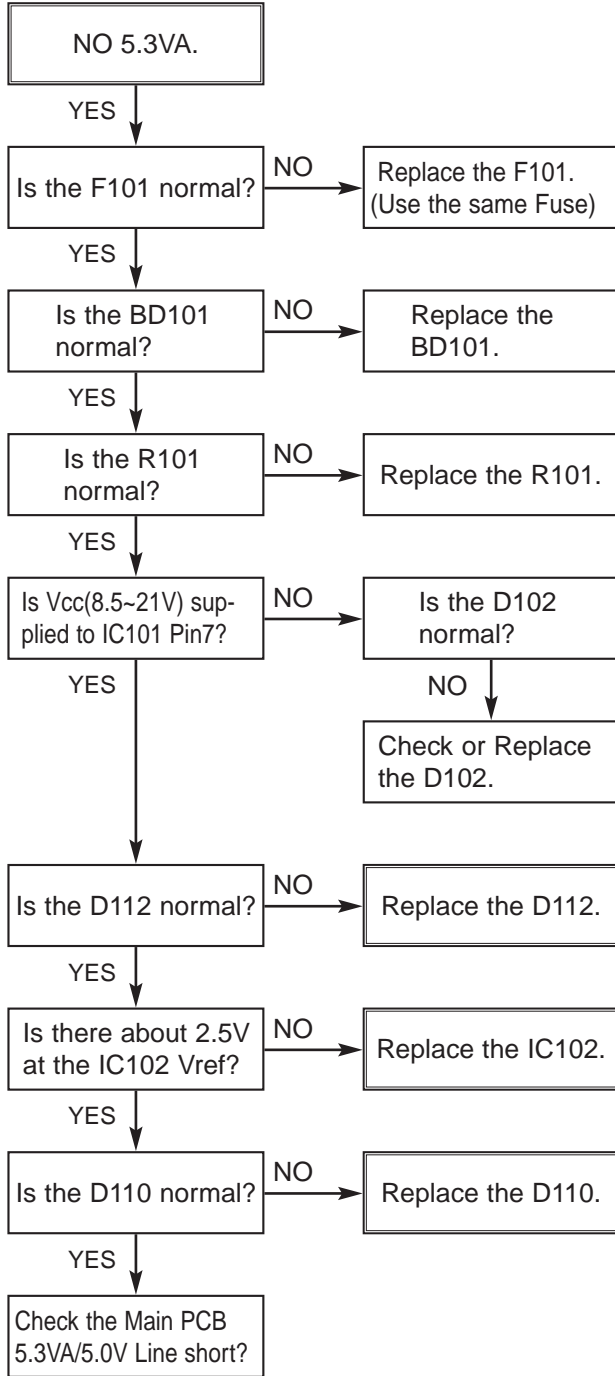 NO 5.3VA.
YES
Is the F101 normal?
NO
Replace the F101.
(Use the same Fuse)
YES
Is the BD101
normal?
NO
Replace the
BD101.
YES
Is the R101
normal?
NO
Replace the R101.
YES
Is Vcc(8.5~21V) sup-
plied to IC101 Pin7?
NO
Is the D102
normal?
NO
Check or Replace
the D102.
YES
Is the D112 normal?
NO
Replace the D112.
YES
Is there about 2.5V
at the IC102 Vref?
NO
Replace the IC102.
YES
Is the D110 normal?
NO
Replace the D110.
YES
Check the Main PCB
5.3VA/5.0V Line short?